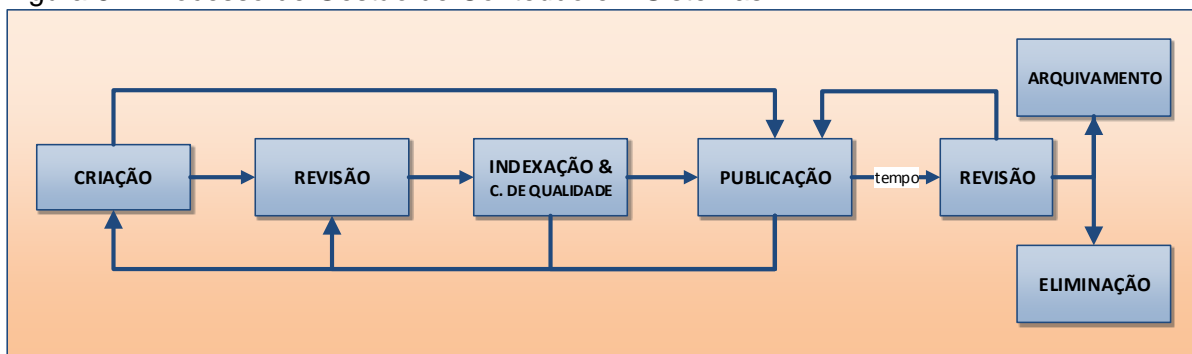 ARQUIVAMENTO
CRIAÇÃO
REVISÃO
INDEXAÇÃO &
C. DE QUALIDADE
PUBLICAÇÃO
tempo
REVISÃO
ELIMINAÇÃO